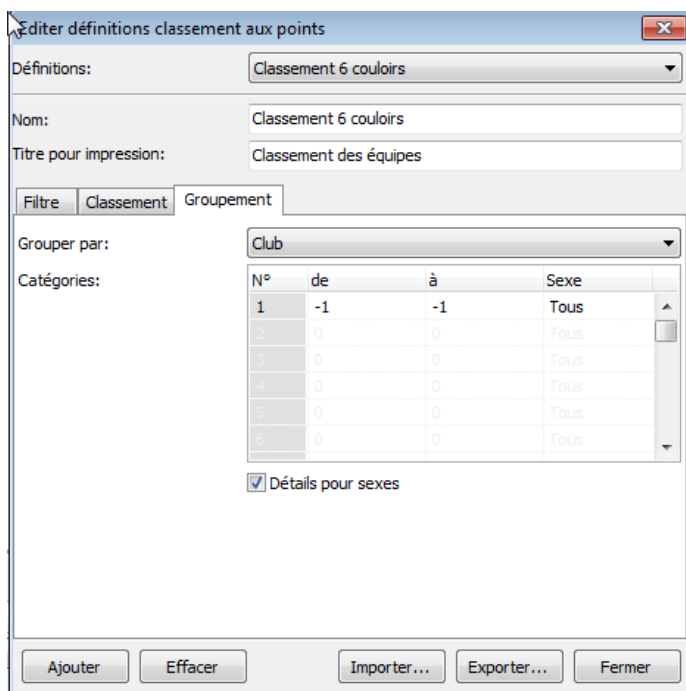 Editer définitions classement aux points
Définitions: Classement 6 couloirs
Nom: Classement 6 couloirs
Titre pour impression: Classement des équipes
Filtre Classement Groupement
Grouper par: Club
Catégories: N° de à Sexe
1 -1 -1 Tous
2 0 0 Tous
3 0 0 Tous
4 0 0 Tous
5 0 0 Tous
6 0 0 Tous
Détails pour sexes
Ajouter Effacer Importer... Exporter... Fermer